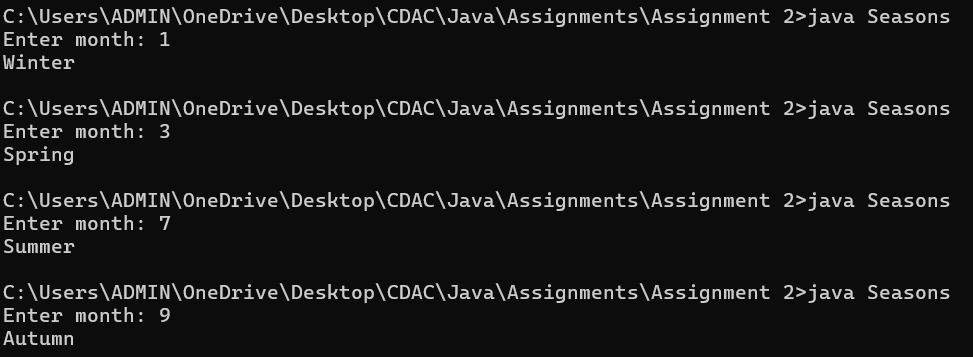 C:\Users\ADMIN\OneDrive\Desktop\CDAC\Java\Assignments\Assignment 2>java Seasons
Enter month: 1
Winter
C:\Users\ADMIN\OneDrive\Desktop\CDAC\Java\Assignments\Assignment 2>java Seasons
Enter month: 3
Spring
C:\Users\ADMIN\OneDrive\Desktop\CDAC\Java\Assignments\Assignment 2>java Seasons
Enter month: 7
Summer
C:\Users\ADMIN\OneDrive\Desktop\CDAC\Java\Assignments\Assignment 2>java Seasons
Enter month: 9
Autumn